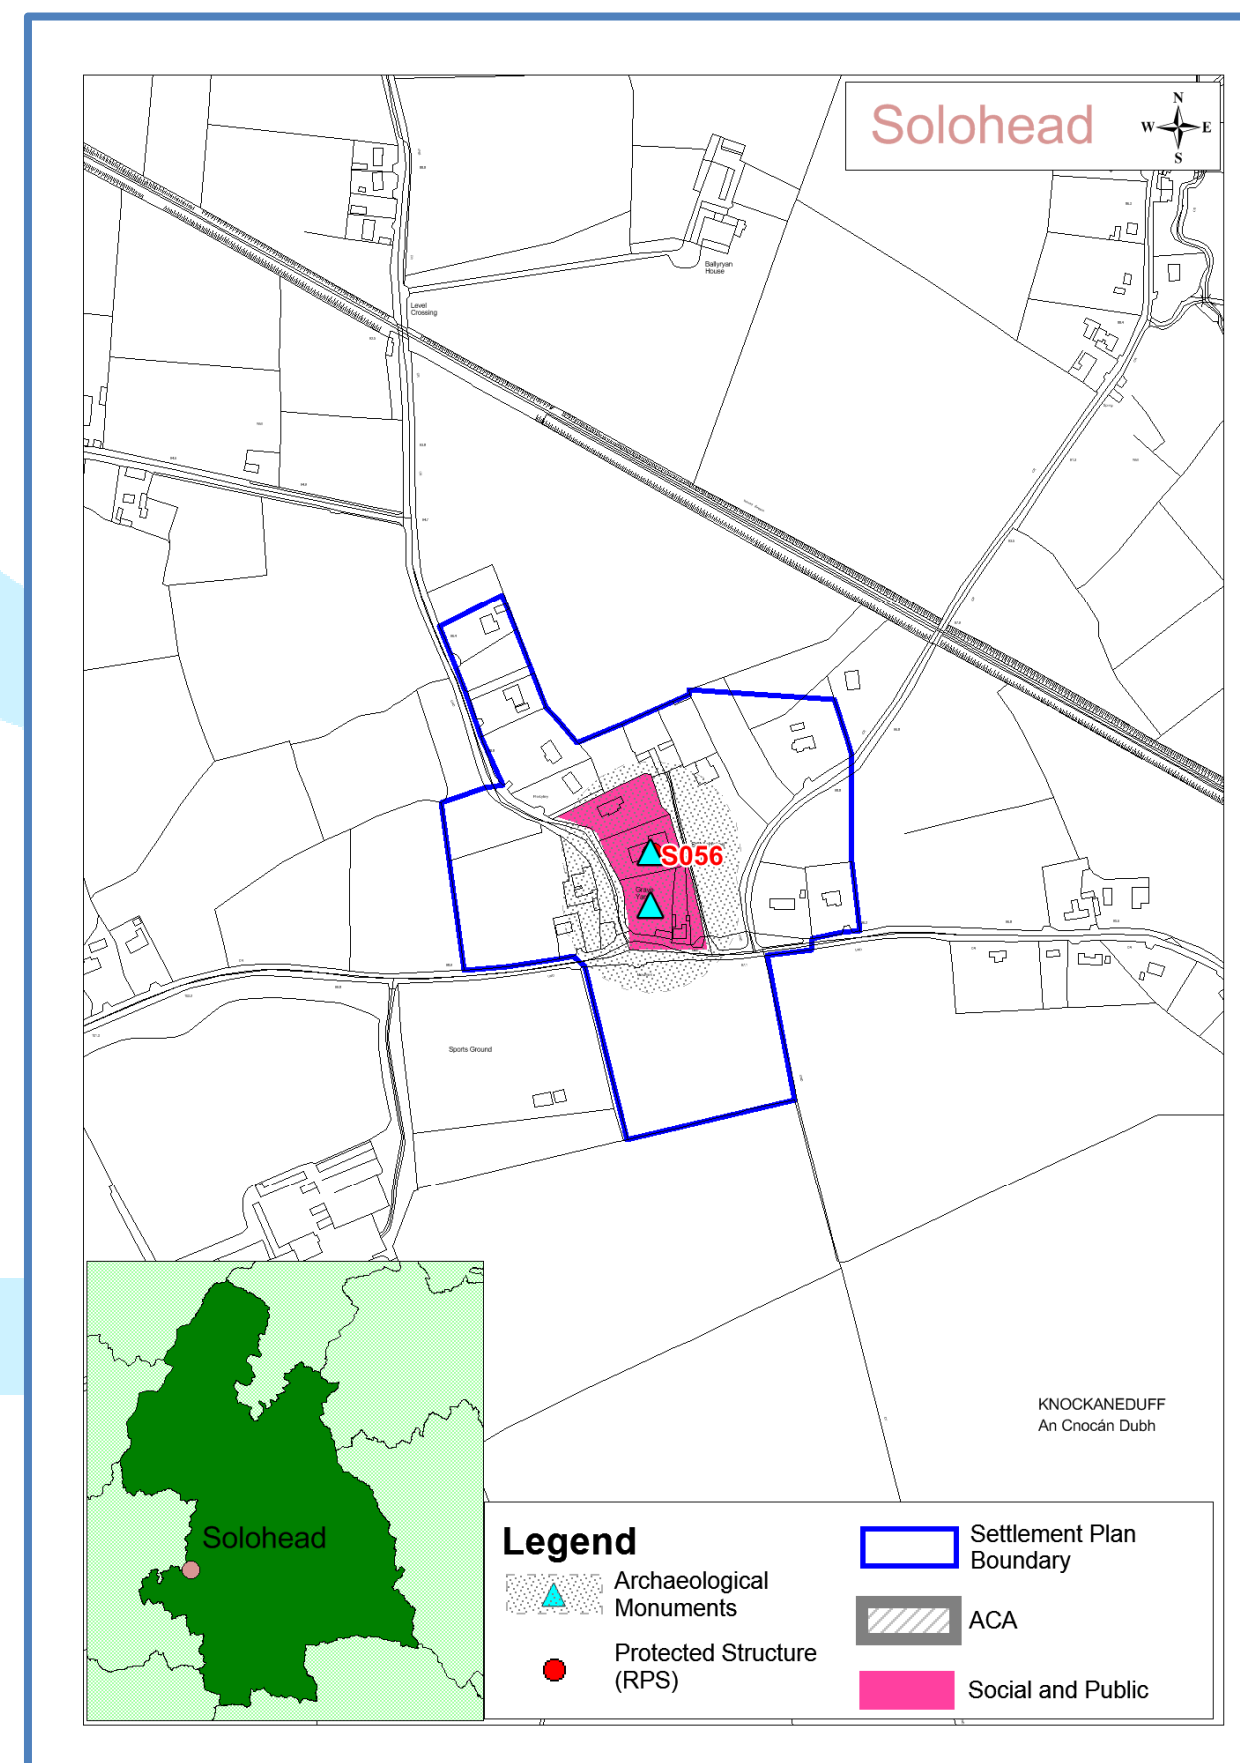 Solohead
N
W
E
S
Ballyryan
House
Level
Crossing
S056
Grave
Sports Ground
KNOCKANEDUFF
An Cnocán Dubh
Solohead
Legend
Archaeological
Monuments
Protected Structure
(RPS)
Settlement Plan
Boundary
ACA
Social and Public